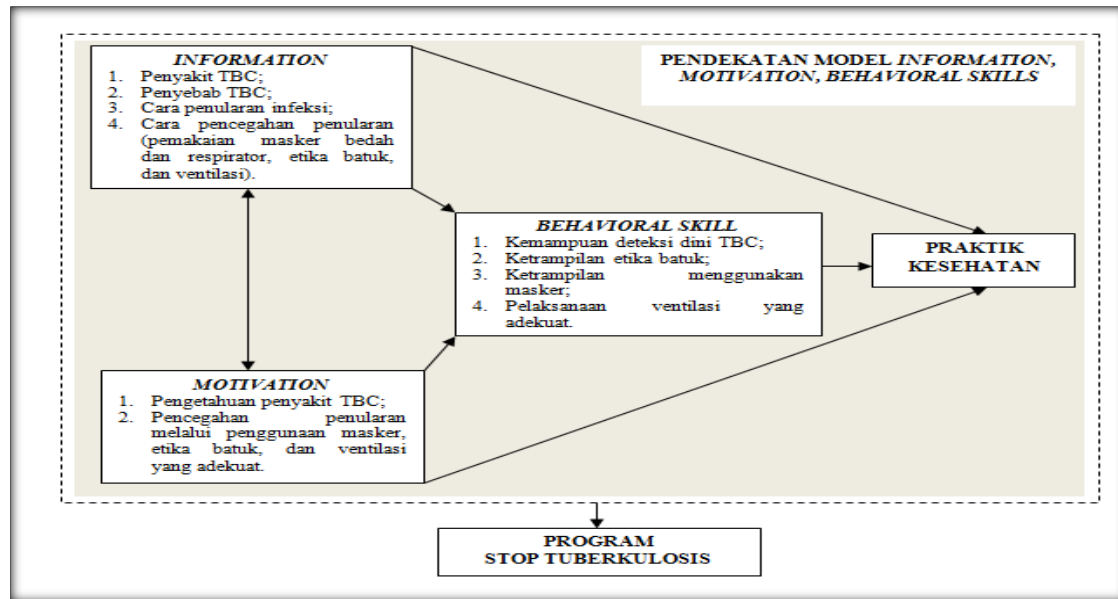 INFORMATION
1. Penyakit TBC;
2. Penyebab TBC;
3. Cara penularan infeksi;
4. Cara pencegahan penularan
(pemakaian masker bedah
dan respirator, etika batuk,
dan ventilasi).
PENDEKATAN MODEL INFORMATION,
MOTIVATION, BEHAVIORAL SKILLS
BEHAVIORAL SKILL
1. Kemampuan deteksi dini TBC;
2. Ketrampilan etika batuk;
3. Ketrampilan menggunakan
masker;
4. Pelaksanaan ventilasi yang
adekuat.
PRAKTIK
KESEHATAN
MOTIVATION
1. Pengetahuan penyakit TBC;
2. Pencegahan penularan
melalui penggunaan masker,
etika batuk, dan ventilasi
yang adekuat.
PROGRAM
STOP TUBERKULOSIS